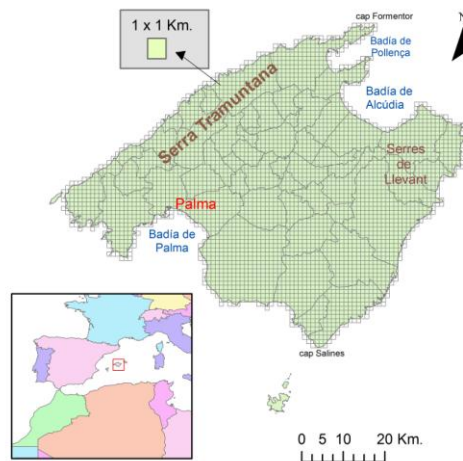 1 x 1 Km.
cap Formentor
N
Badía de
Pollença
Badía de
Alcúdia
Serra Tramuntana
Serres
de
Llevant
Palma
Badía de
Palma
cap Salines
0 5 10 20 Km.